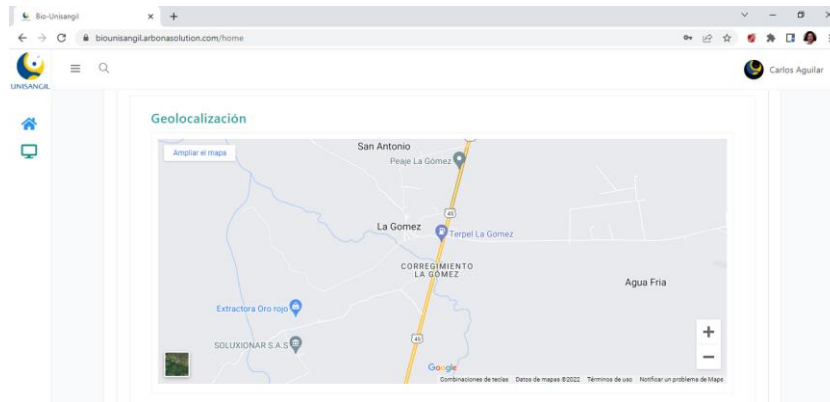 Bio-Unisangil
biounisangil.arbonasolution.com/home
UNISANGIL
Carlos Aguilar
Geolocalización
Ampliar el mapa
San Antonio
45
Peaje La Gómez
45
La Gomez
Terpel La Gomez
CORREGIMIENTO
LA GÓMEZ
Agua Fria
Extractora Oro rojo
SOLUXIONAR S.A.S
45
Google
Combinaciones de teclas Datos de mapas ©2022 Términos de uso Notificar un problema de Maps